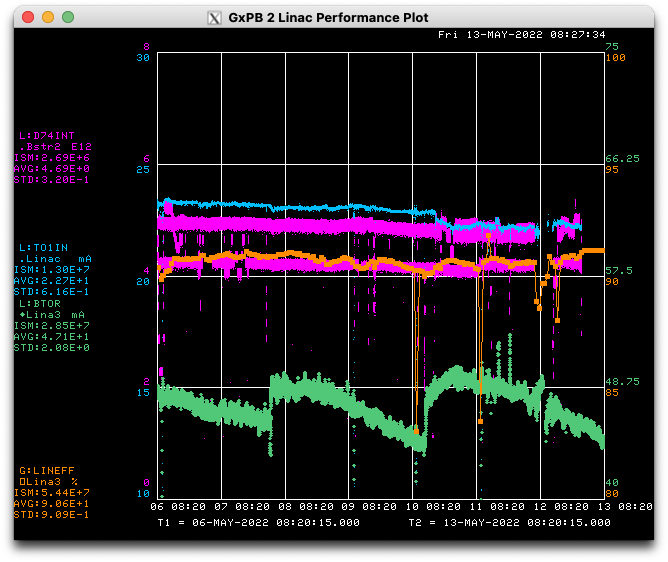 GxPB 2 Linac Performance Plot
Fri 13-MAY-2022 08:27:34
8 75
30 100
L:D74INT
.Bstr2 E12
ISM:2.69E+6
AVG:4.69E+0
STD:3.20E-1
6 66.25
25 95
L:TO1IN
.Linac mA
ISM:1.30E+7
AVG:2.27E+1
STD:6.16E-1
4 57.5
20 90
L:BTOR
◆Lina3 mA
ISM:2.85E+7
AVG:4.71E+1
STD:2.08E+0
2 48.75
15 85
G:LINEFF
□Lina3 %
ISM:5.44E+7
AVG:9.06E+1
STD:9.09E-1
0 40
10 80
06 08:20 07 08:20 08 08:20 09 08:20 10 08:20 11 08:20 12 08:20 13 08:20
T1 = 06-MAY-2022 08:20:15.000 T2 = 13-MAY-2022 08:20:15.000